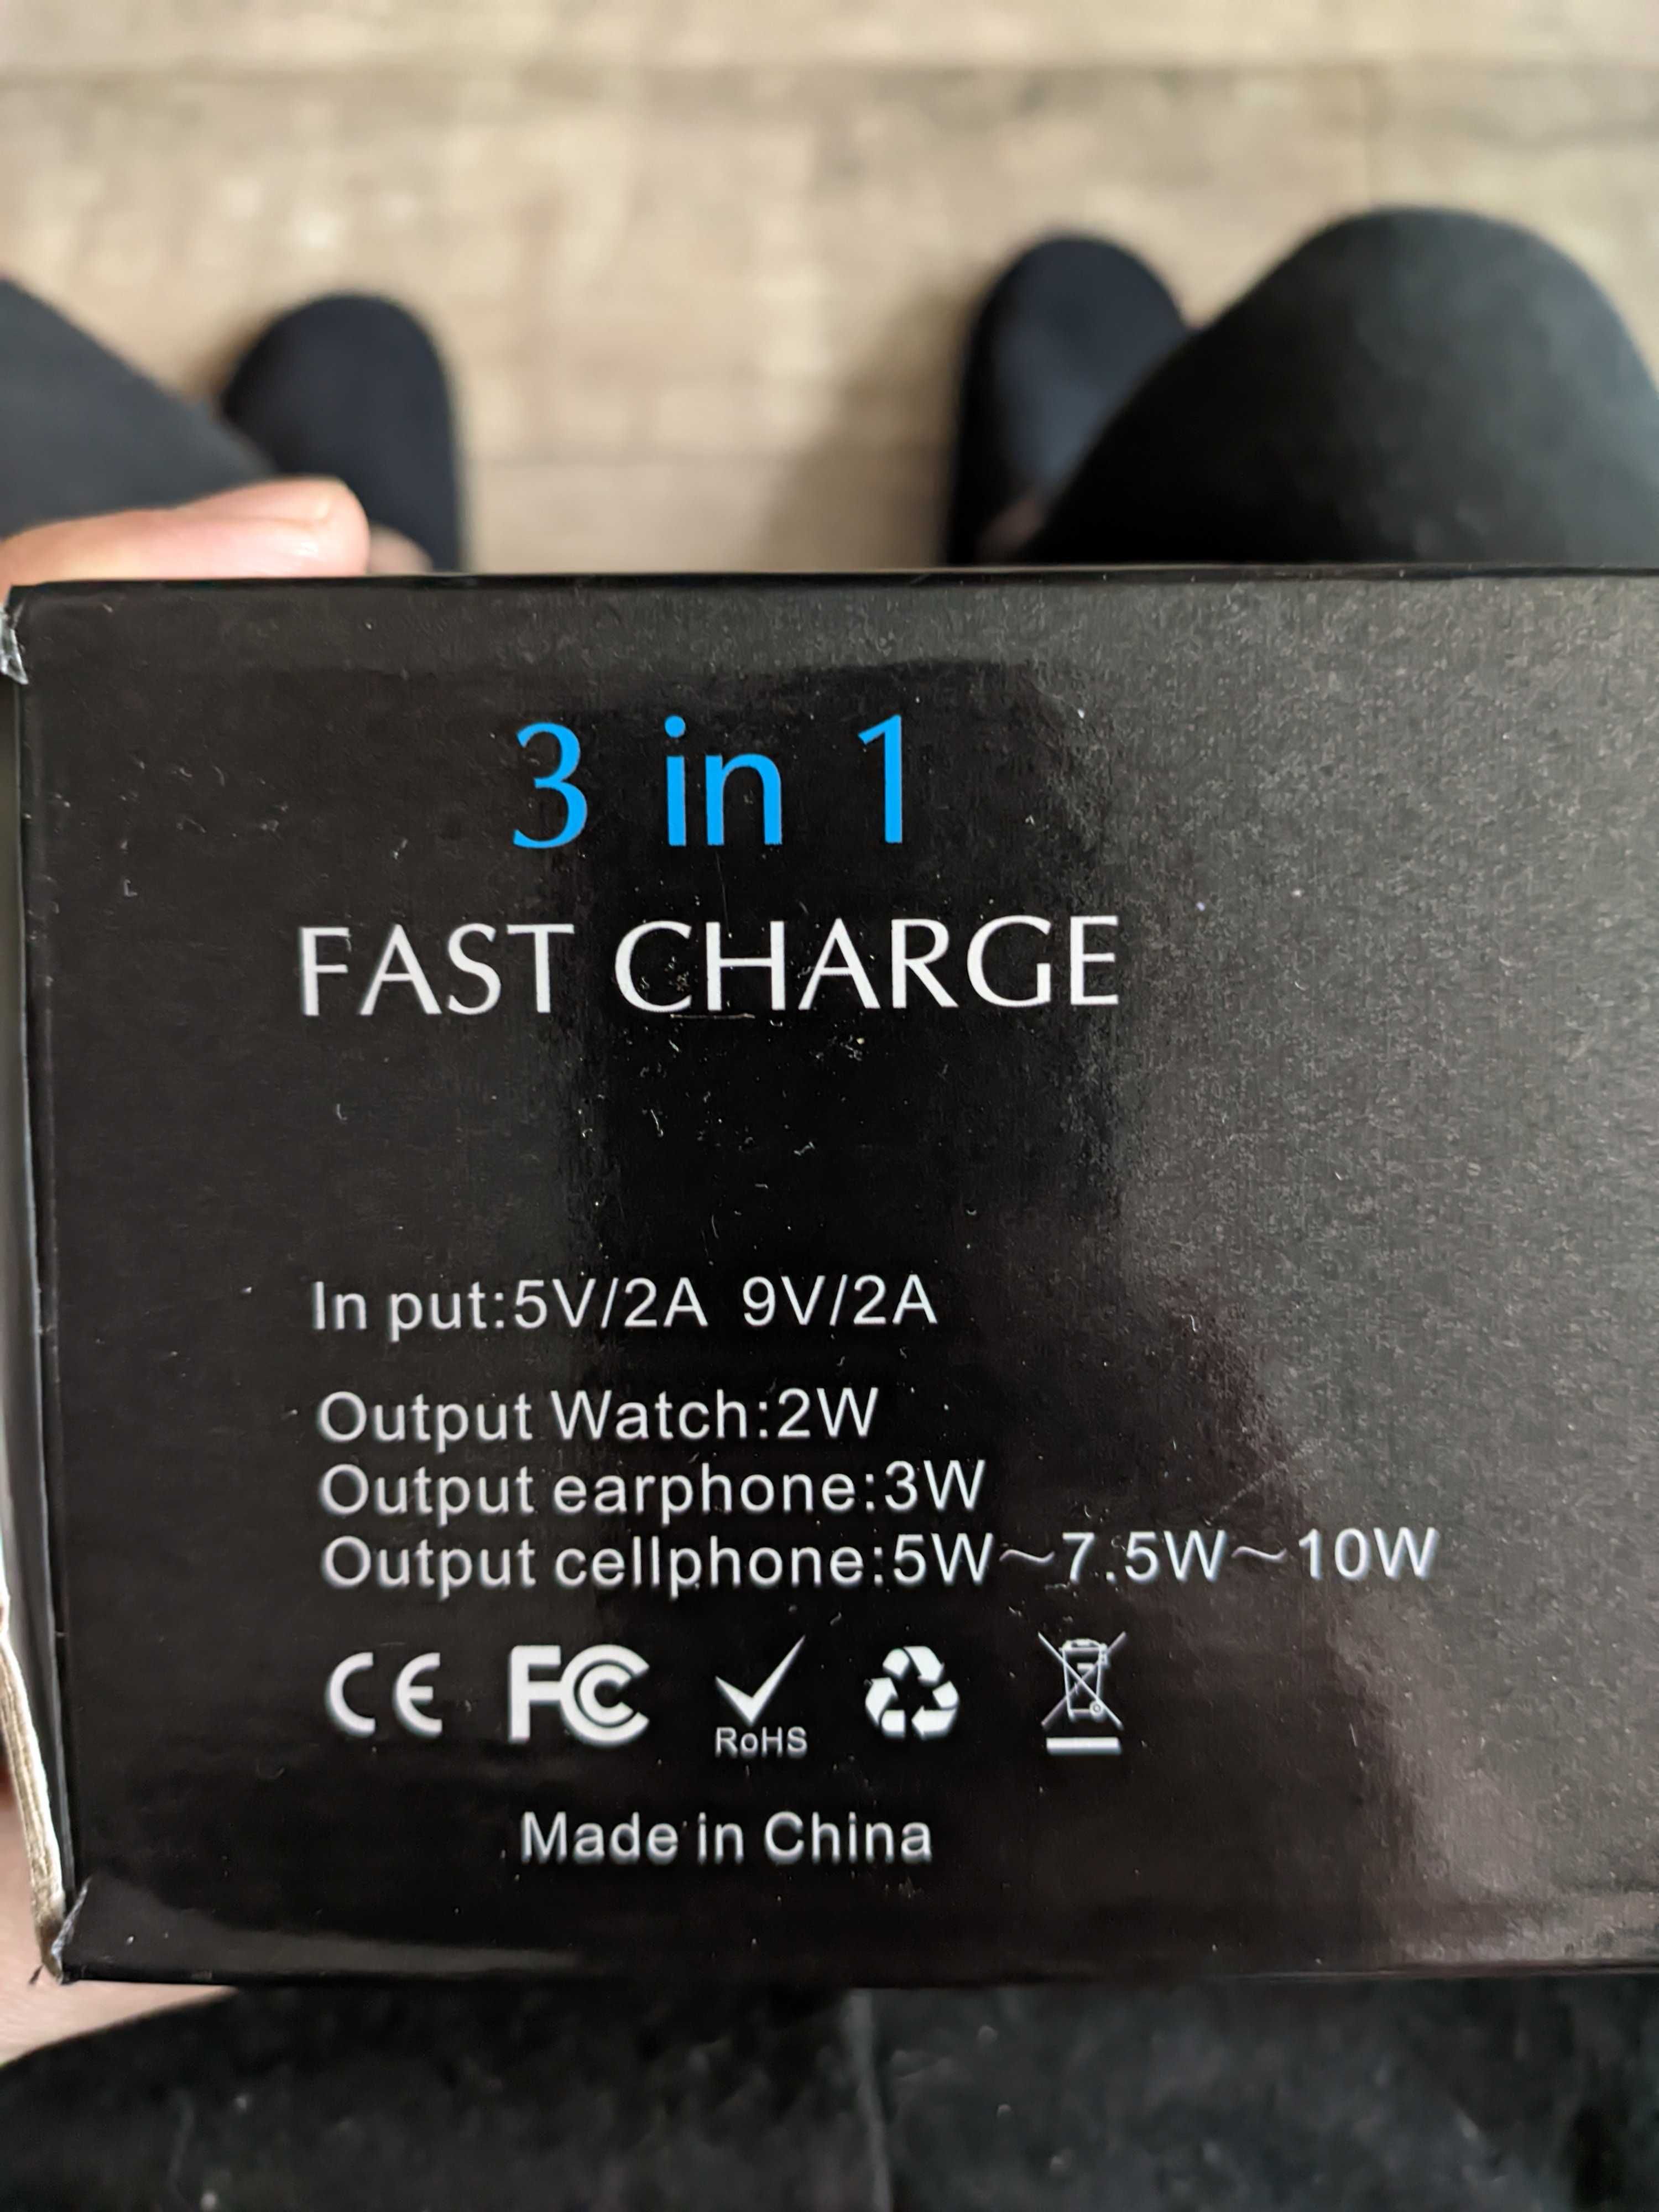 3 in 1
FAST CHARGE
In put:5V/2A 9V/2A
Output Watch:2W
Output earphone:3W
Output cellphone:5W~7.5W~10W
CE FC RoHS
Made in China